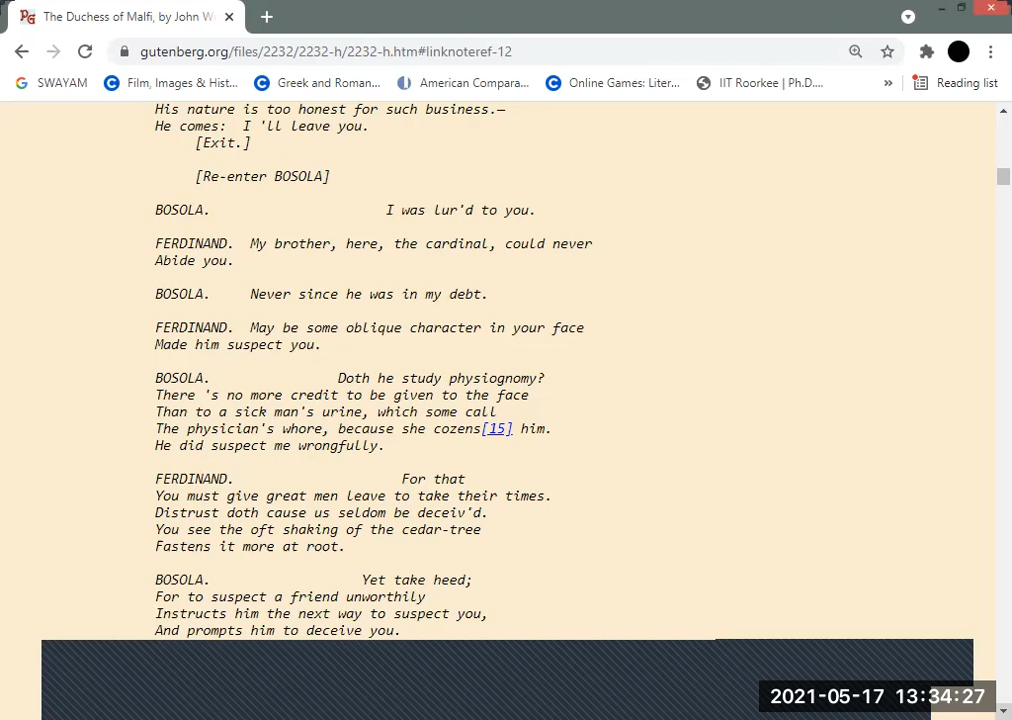 The Duchess of Malfi, by John W
gutenberg.org/files/2232/2232-h/2232-h.htm#linknoteref-12
SWAYAM Film, Images & Hist... Greek and Roman... American Compara... Online Games: Liter... IIT Roorkee | Ph.D.... » Reading list
His nature is too honest for such business.—
He comes: I 'll leave you.
[Exit.]
[Re-enter BOSOLA]
BOSOLA. I was lur'd to you.
FERDINAND. My brother, here, the cardinal, could never
Abide you.
BOSOLA. Never since he was in my debt.
FERDINAND. May be some oblique character in your face
Made him suspect you.
BOSOLA. Doth he study physiognomy?
There 's no more credit to be given to the face
Than to a sick man's urine, which some call
The physician's whore, because she cozens[15] him.
He did suspect me wrongfully.
FERDINAND. For that
You must give great men leave to take their times.
Distrust doth cause us seldom be deceiv'd.
You see the oft shaking of the cedar-tree
Fastens it more at root.
BOSOLA. Yet take heed;
For to suspect a friend unworthily
Instructs him the next way to suspect you,
And prompts him to deceive you.
2021-05-17 13:34:27